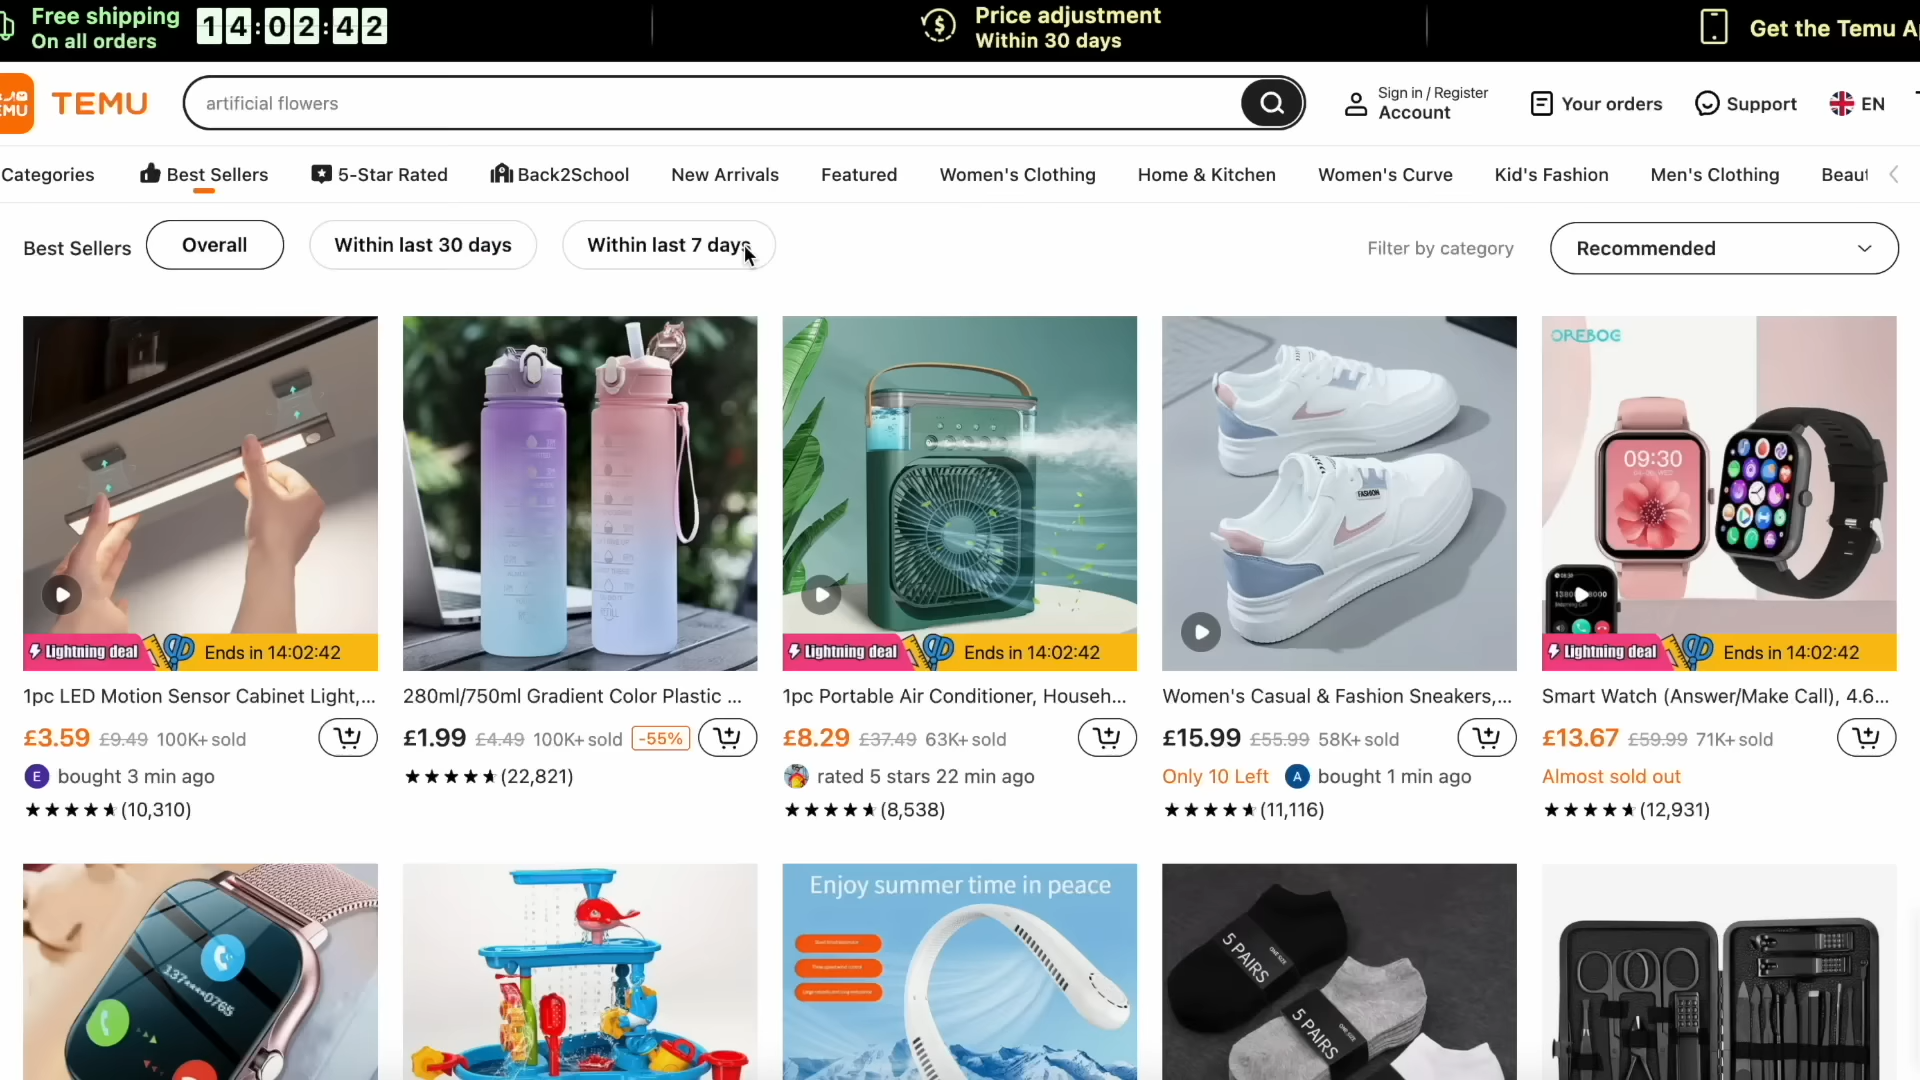 Free shipping
On all orders
14:02:42
Price adjustment
Within 30 days
Get the Temu A
TEMU
artificial flowers
Sign in / Register
Account
Your orders
Support
EN
Categories
Best Sellers
5-Star Rated
Back2School
New Arrivals
Featured
Women's Clothing
Home & Kitchen
Women's Curve
Kid's Fashion
Men's Clothing
Beaut
Best Sellers
Overall
Within last 30 days
Within last 7 days
Filter by category
Recommended
OREBOG
09:30
FASHION
Lightning deal
Ends in 14:02:42
Lightning deal
Ends in 14:02:42
Lightning deal
Ends in 14:02:42
1pc LED Motion Sensor Cabinet Light,...
280ml/750ml Gradient Color Plastic ...
1pc Portable Air Conditioner, Househ...
Women's Casual & Fashion Sneakers,...
Smart Watch (Answer/Make Call), 4.6...
£3.59 £9.49 100K+ sold
£1.99 £4.49 100K+ sold -55%
£8.29 £37.49 63K+ sold
£15.99 £55.99 58K+ sold
£13.67 £59.99 71K+ sold
E bought 3 min ago
(22,821)
rated 5 stars 22 min ago
Only 10 Left A bought 1 min ago
Almost sold out
(10,310)
(8,538)
(11,116)
(12,931)
137****0765
Enjoy summer time in peace
5 PAIRS
ONE SIZE
5 PAIRS
ONE SIZE